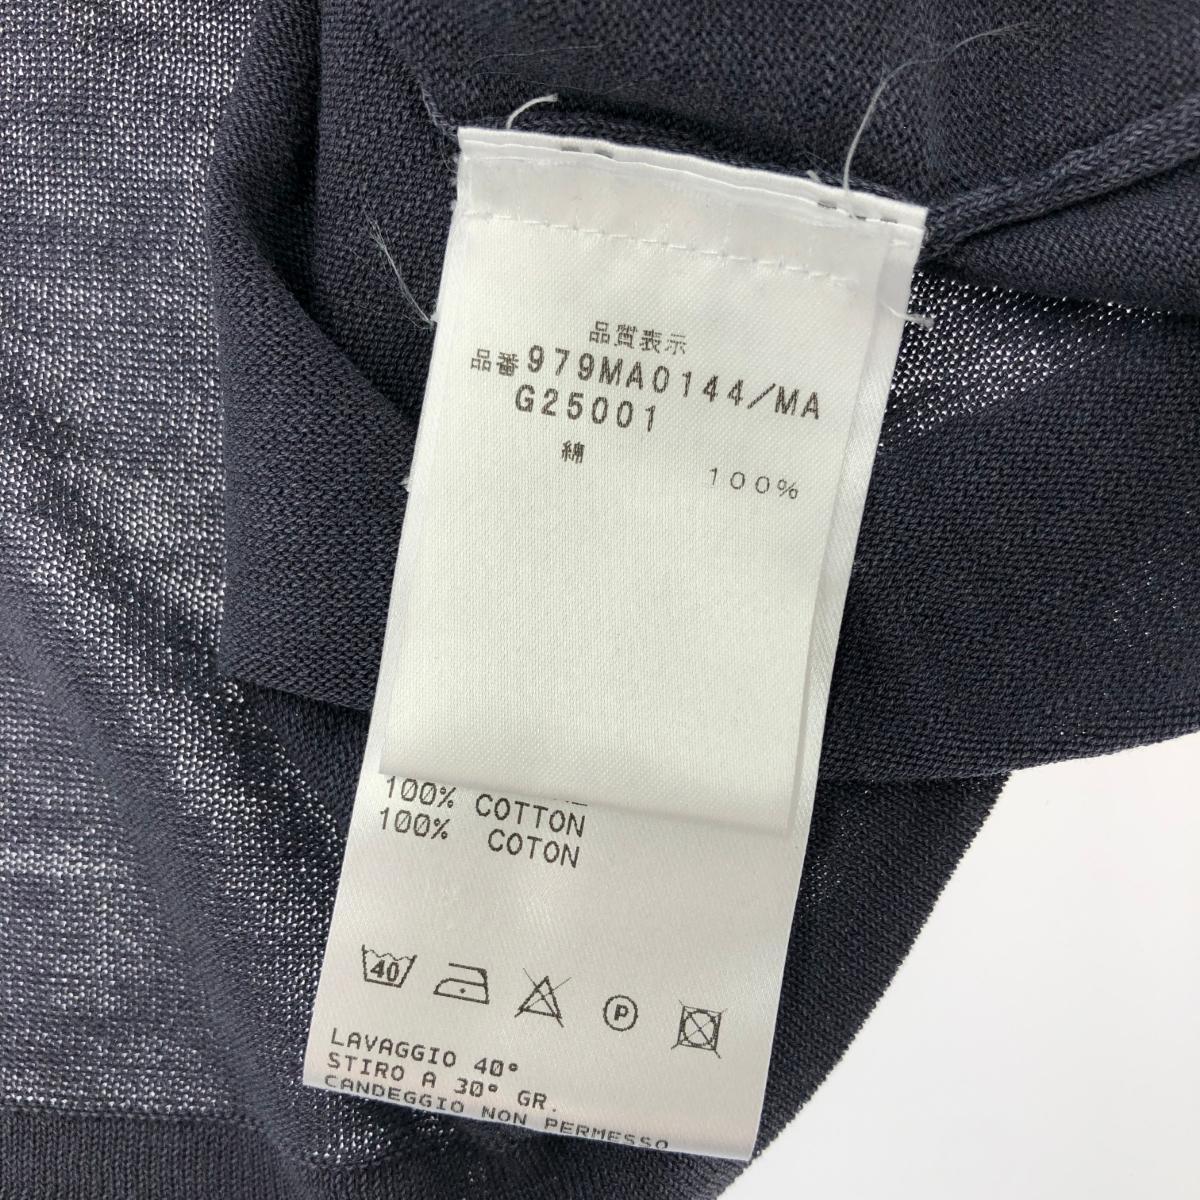 品質表示
品番979MA0144/MA
G25001
綿 100%
100% COTTON
100% COTON
40
P
LAVAGGIO 40°
STIRO A 30° GR.
CANDEGGIO NON PERMESSO